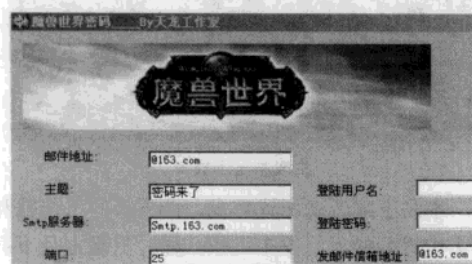 魔兽世界密码____By天龙工作室
魔兽世界
邮件地址: @163.com
主题: 密码来了 登陆用户名:
Smtp服务器: Smtp.163.com 登陆密码:
端口: 25 发邮件信箱地址: @163.com